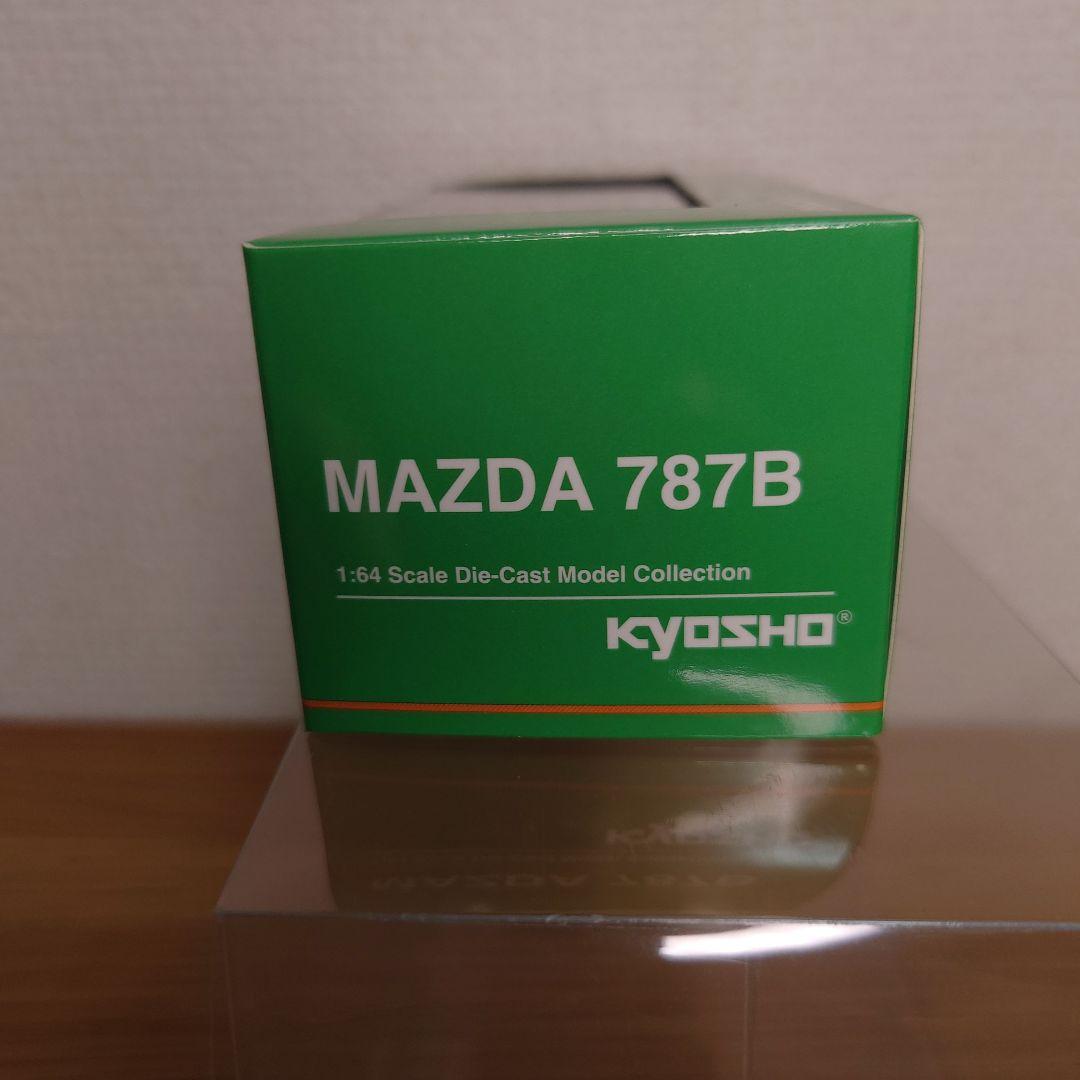 MAZDA 787B
1:64 Scale Die-Cast Model Collection
KYOSHO®